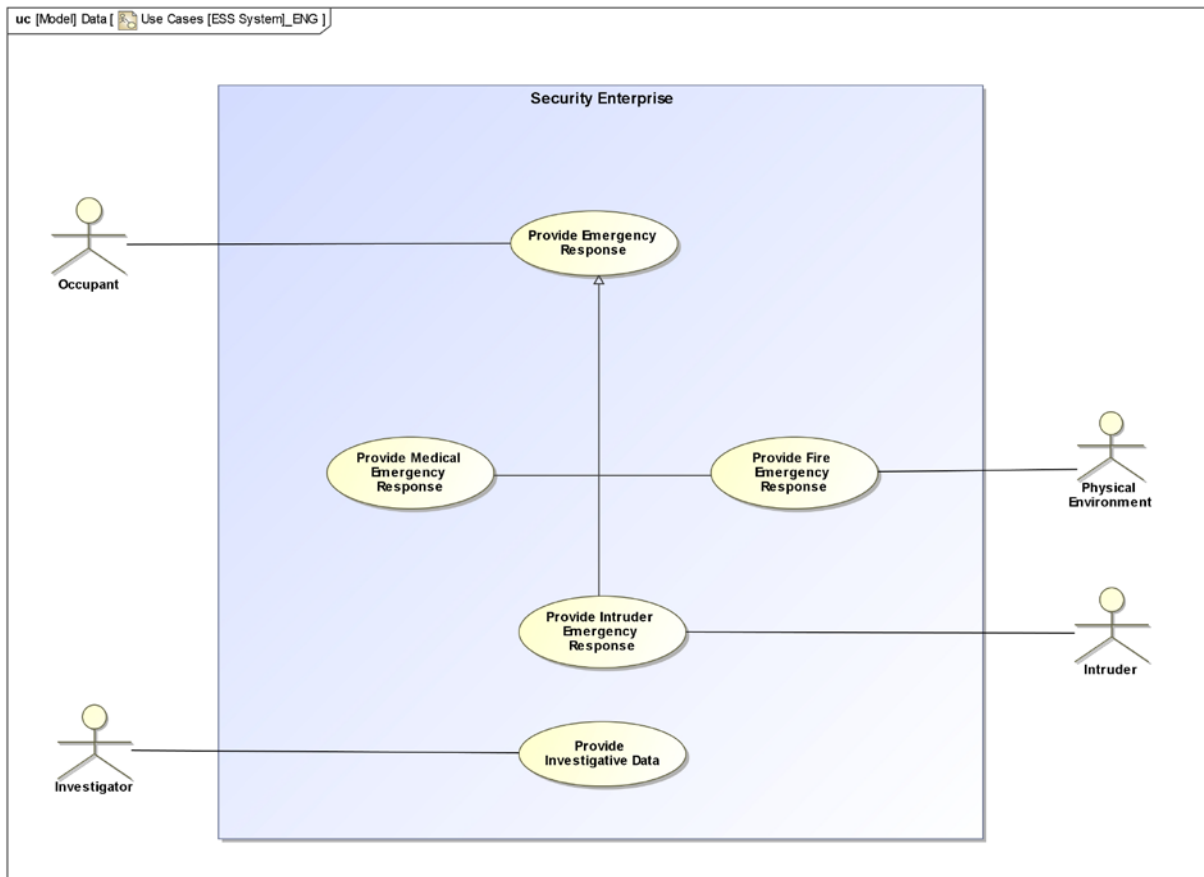 uc [Model] Data [ Use Cases [ESS System]_ENG ]
Security Enterprise
Provide Emergency
Response
Occupant
Provide Medical
Emergency
Response
Provide Fire
Emergency
Response
Physical
Environment
Provide Intruder
Emergency
Response
Intruder
Provide
Investigative Data
Investigator